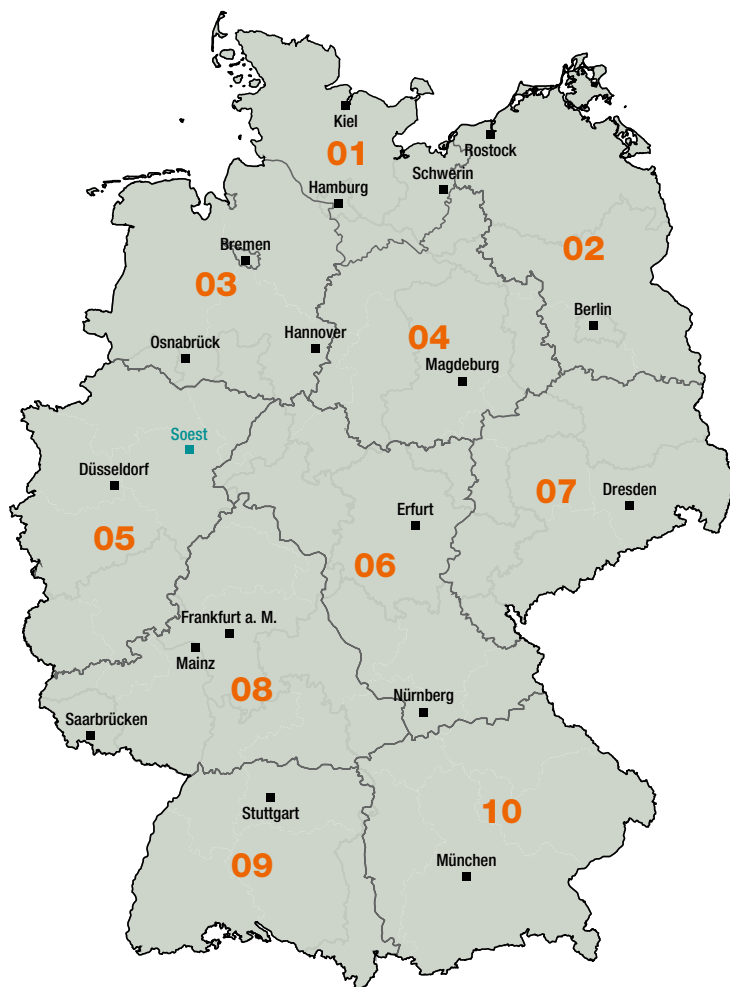 Kiel
01
Rostock
Schwerin
Hamburg
02
Bremen
03
Berlin
Hannover
04
Osnabrück
Magdeburg
Soest
Düsseldorf
07
Dresden
Erfurt
05
06
Frankfurt a. M.
Mainz
08
Nürnberg
Saarbrücken
10
Stuttgart
09
München